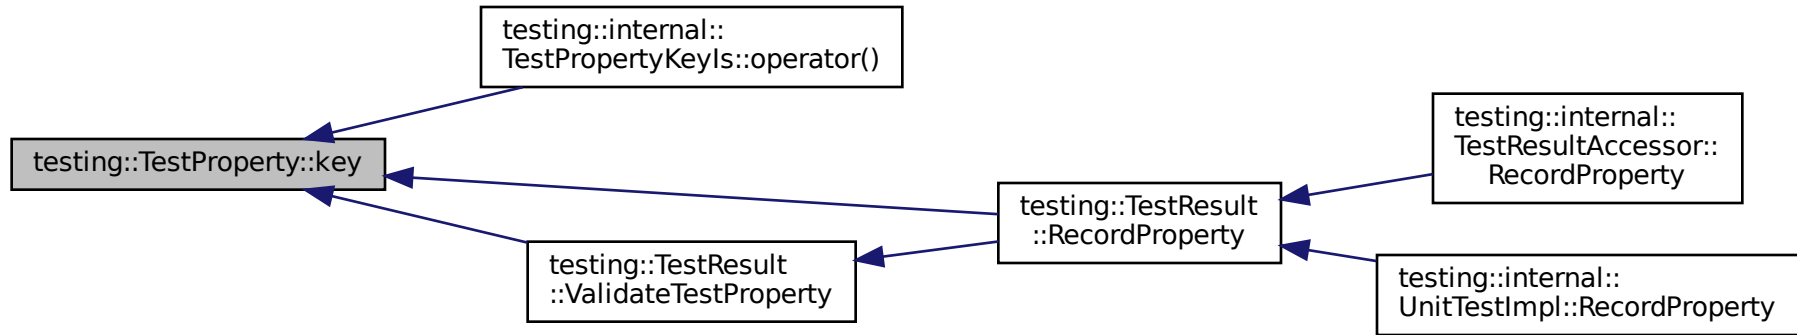 testing::internal::
TestPropertyKeyIs::operator()
testing::TestProperty::key
testing::TestResult
::ValidateTestProperty
testing::TestResult
::RecordProperty
testing::internal::
TestResultAccessor::
RecordProperty
testing::internal::
UnitTestImpl::RecordProperty